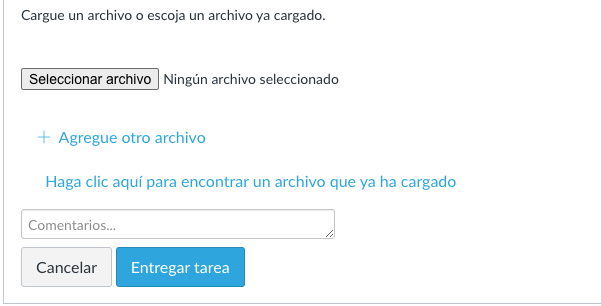 Cargue un archivo o escoja un archivo ya cargado.
Seleccionar archivo Ningún archivo seleccionado
+ Agregue otro archivo
Haga clic aquí para encontrar un archivo que ya ha cargado
Comentarios...
Cancelar Entregar tarea